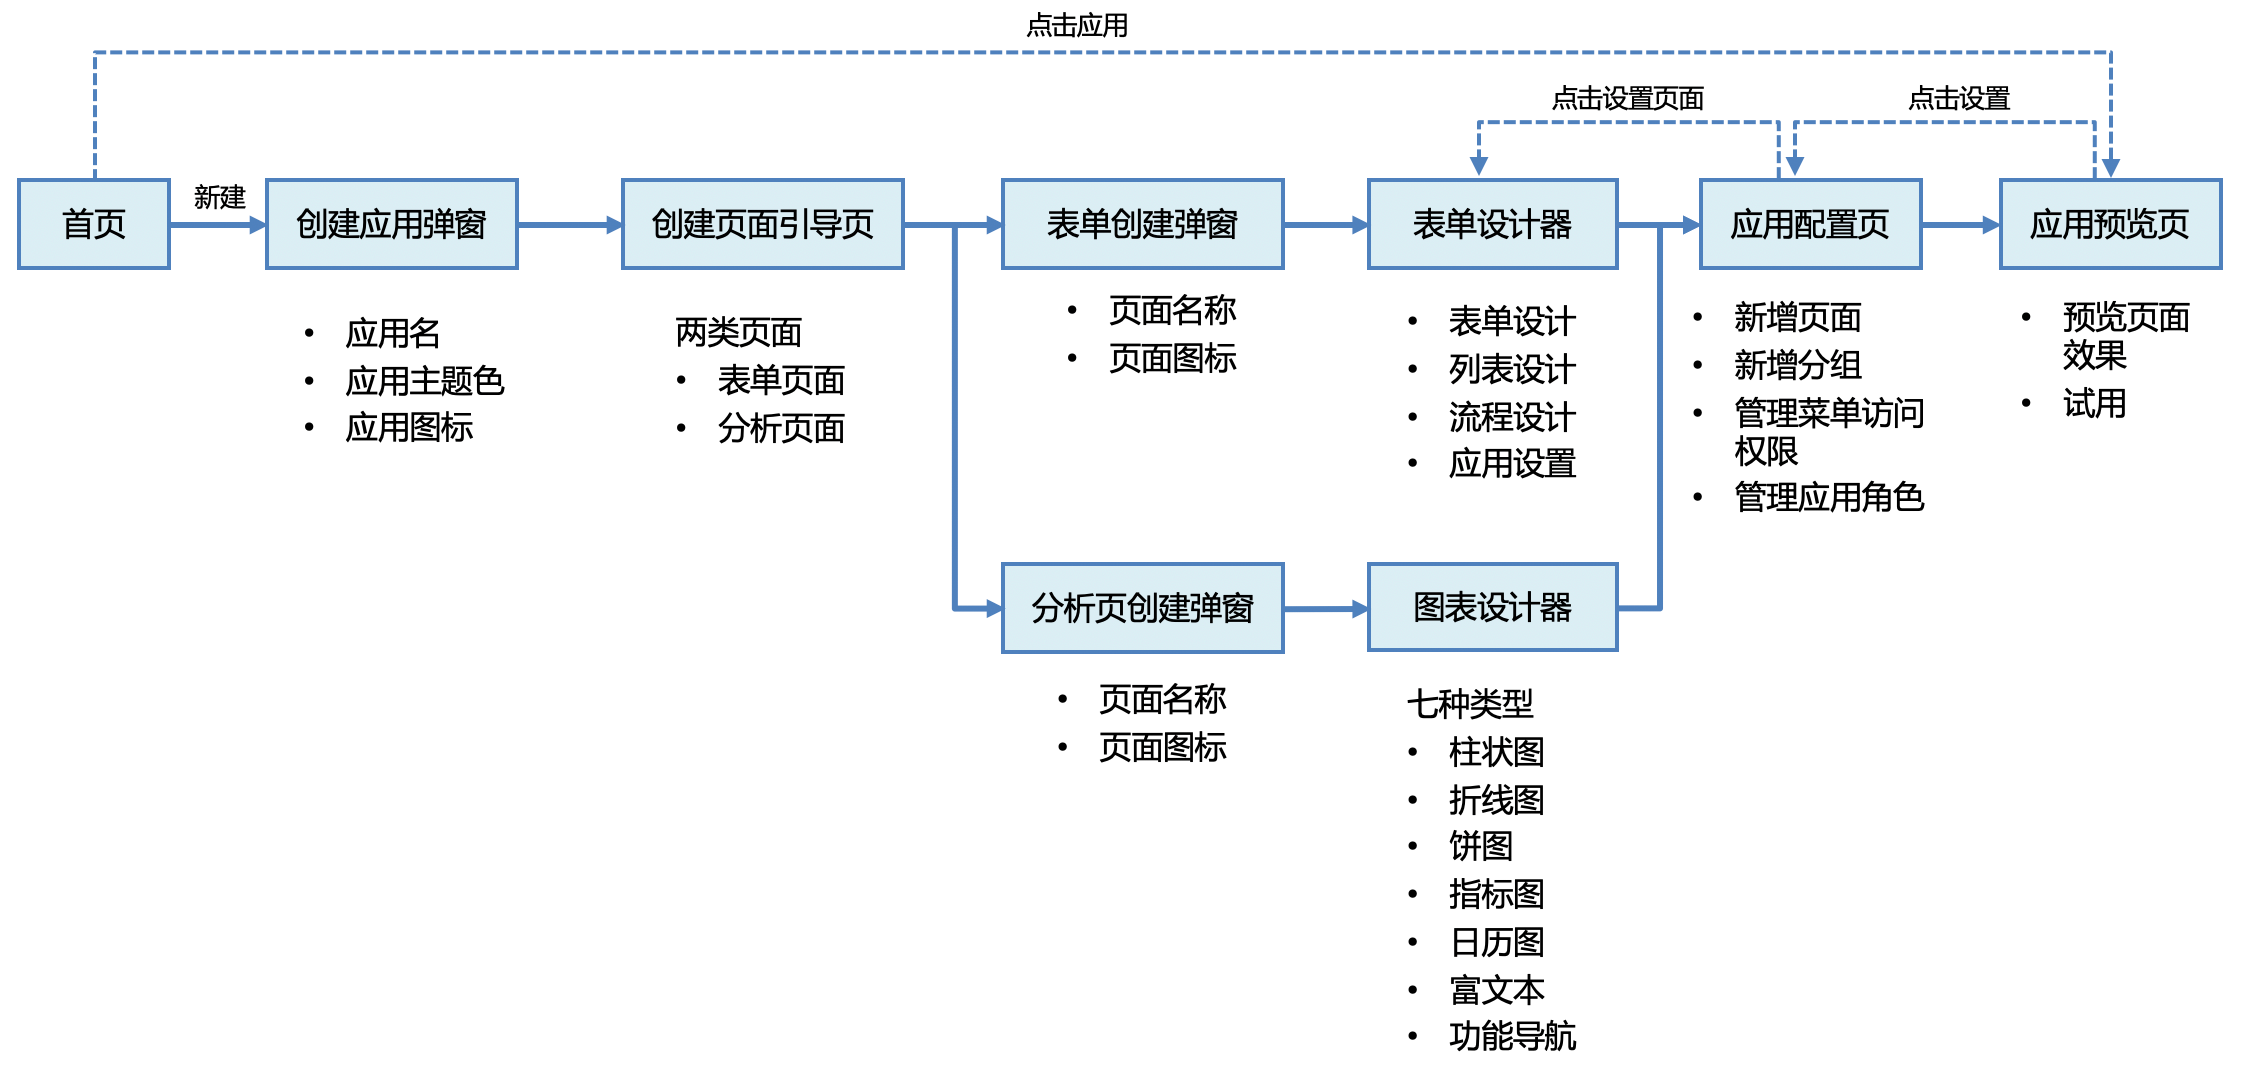 点击应用
点击设置页面
点击设置
首页
新建
创建应用弹窗
创建页面引导页
表单创建弹窗
表单设计器
应用配置页
应用预览页
• 应用名
• 应用主题色
• 应用图标
两类页面
• 表单页面
• 分析页面
• 页面名称
• 页面图标
• 表单设计
• 列表设计
• 流程设计
• 应用设置
• 新增页面
• 新增分组
• 管理菜单访问
权限
• 管理应用角色
• 预览页面
效果
• 试用
分析页创建弹窗
图表设计器
• 页面名称
• 页面图标
七种类型
• 柱状图
• 折线图
• 饼图
• 指标图
• 日历图
• 富文本
• 功能导航